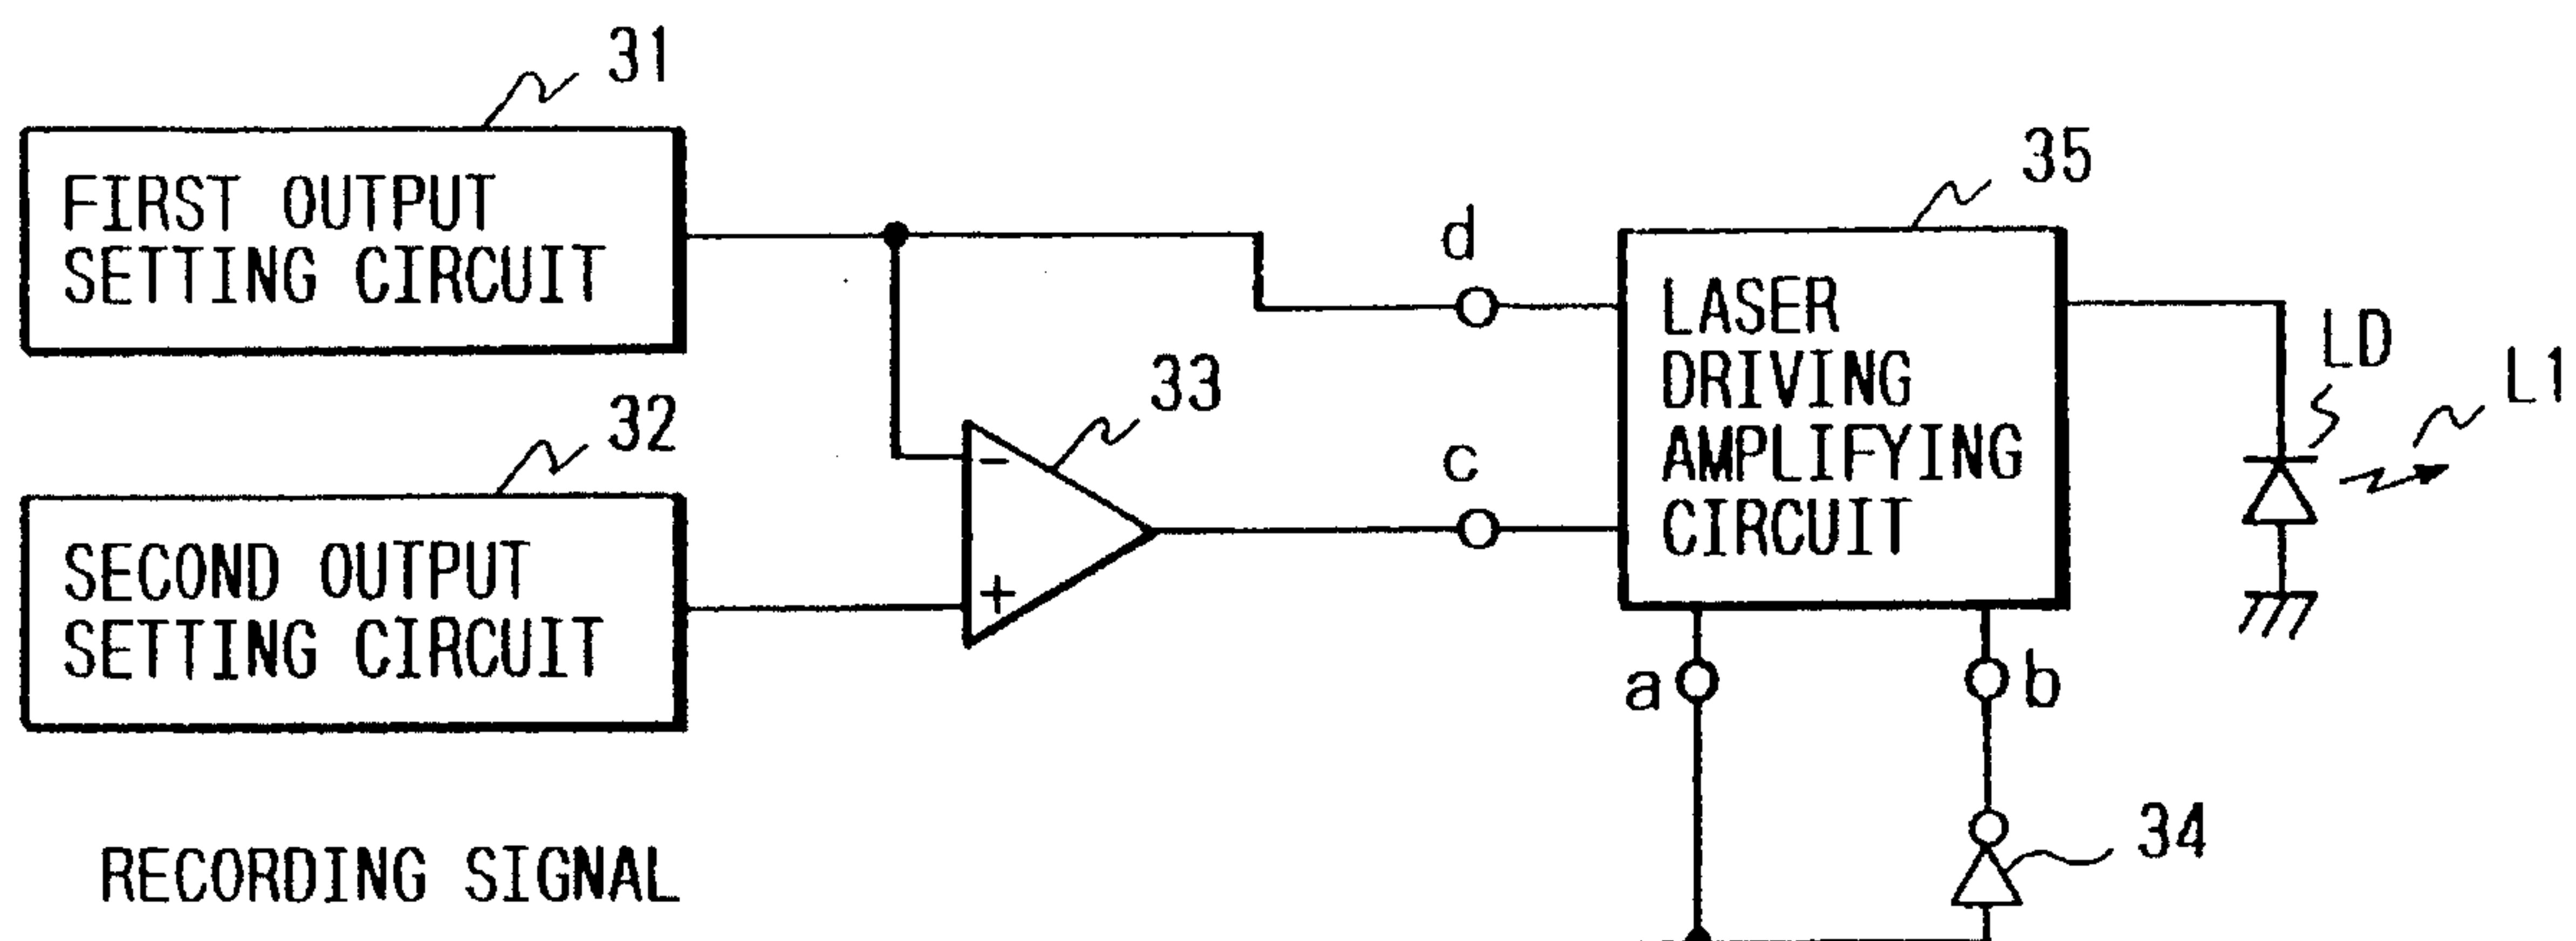 31
FIRST OUTPUT
SETTING CIRCUIT
32
SECOND OUTPUT
SETTING CIRCUIT
33
-
+
d
c
35
LASER
DRIVING
AMPLIFYING
CIRCUIT
LD
L1
a
b
34
RECORDING SIGNAL